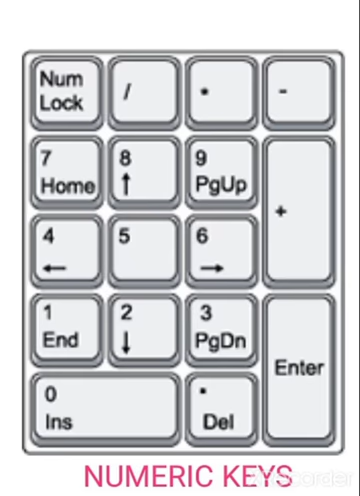 Num
Lock
/
*
-
7
Home
8
↑
9
PgUp
+
4
←
5
6
→
1
End
2
↓
3
PgDn
Enter
0
Ins
.
Del
NUMERIC KEYS